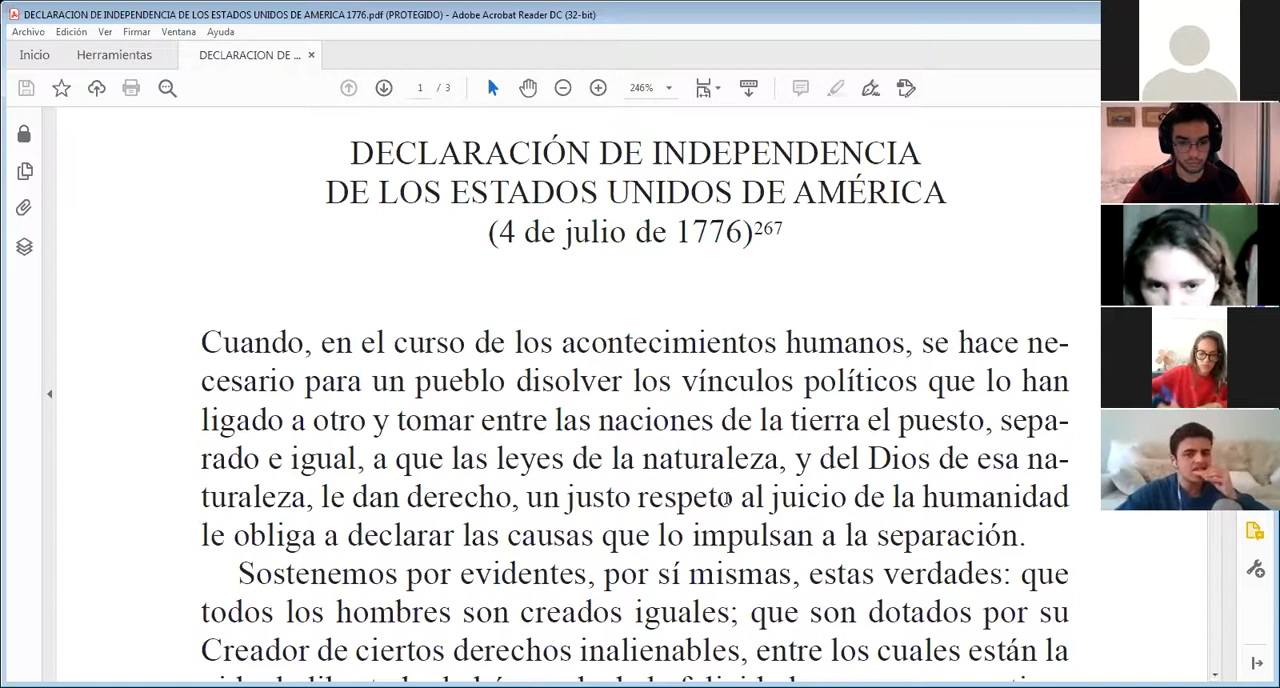 DECLARACION DE INDEPENDENCIA DE LOS ESTADOS UNIDOS DE AMERICA 1776.pdf (PROTEGIDO) - Adobe Acrobat Reader DC (32-bit)
Archivo Edición Ver Firmar Ventana Ayuda
Inicio Herramientas DECLARACION DE ... ×
1 / 3 246%
DECLARACIÓN DE INDEPENDENCIA
DE LOS ESTADOS UNIDOS DE AMÉRICA
(4 de julio de 1776)267
Cuando, en el curso de los acontecimientos humanos, se hace ne-
cesario para un pueblo disolver los vínculos políticos que lo han
ligado a otro y tomar entre las naciones de la tierra el puesto, sepa-
rado e igual, a que las leyes de la naturaleza, y del Dios de esa na-
turaleza, le dan derecho, un justo respeto al juicio de la humanidad
le obliga a declarar las causas que lo impulsan a la separación.
Sostenemos por evidentes, por sí mismas, estas verdades: que
todos los hombres son creados iguales; que son dotados por su
Creador de ciertos derechos inalienables, entre los cuales están la